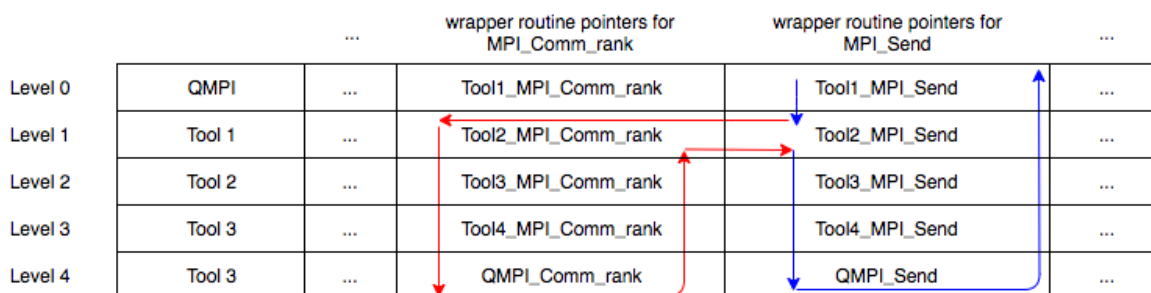 ... wrapper routine pointers for MPI_Comm_rank wrapper routine pointers for MPI_Send ...
Level 0 QMPI ... Tool1_MPI_Comm_rank Tool1_MPI_Send ...
Level 1 Tool 1 ... Tool2_MPI_Comm_rank Tool2_MPI_Send ...
Level 2 Tool 2 ... Tool3_MPI_Comm_rank Tool3_MPI_Send ...
Level 3 Tool 3 ... Tool4_MPI_Comm_rank Tool4_MPI_Send ...
Level 4 Tool 3 ... QMPI_Comm_rank QMPI_Send ...